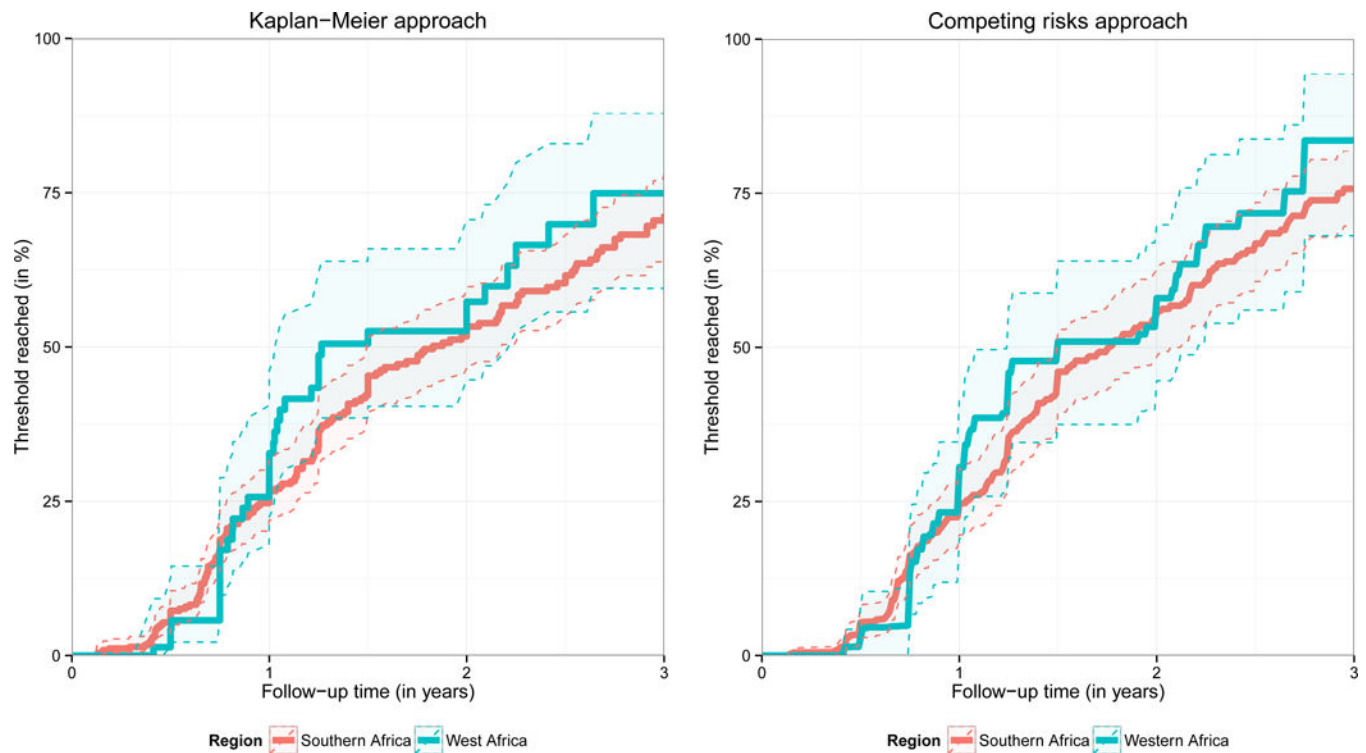 Kaplan−Meier approach
100
75
50
25
0
Threshold reached (in %)
0 1 2 3
Follow−up time (in years)
Region Southern Africa West Africa
Competing risks approach
100
75
50
25
0
Threshold reached (in %)
0 1 2 3
Follow−up time (in years)
Region Southern Africa Western Africa